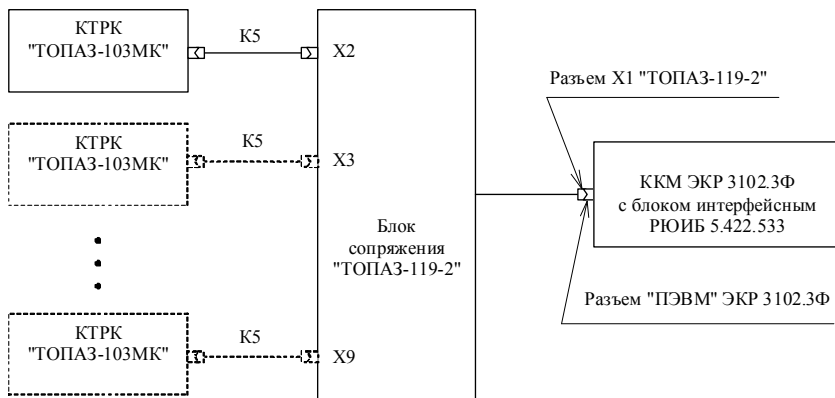 КТРК
"ТОПАЗ-103МК"
К5
X2
КТРК
"ТОПАЗ-103МК"
К5
X3
КТРК
"ТОПАЗ-103МК"
К5
X9
Блок
сопряжения
"ТОПАЗ-119-2"
Разъем X1 "ТОПАЗ-119-2"
ККМ ЭКР 3102.3Ф
с блоком интерфейсным
РЮИБ 5.422.533
Разъем "ПЭВМ" ЭКР 3102.3Ф